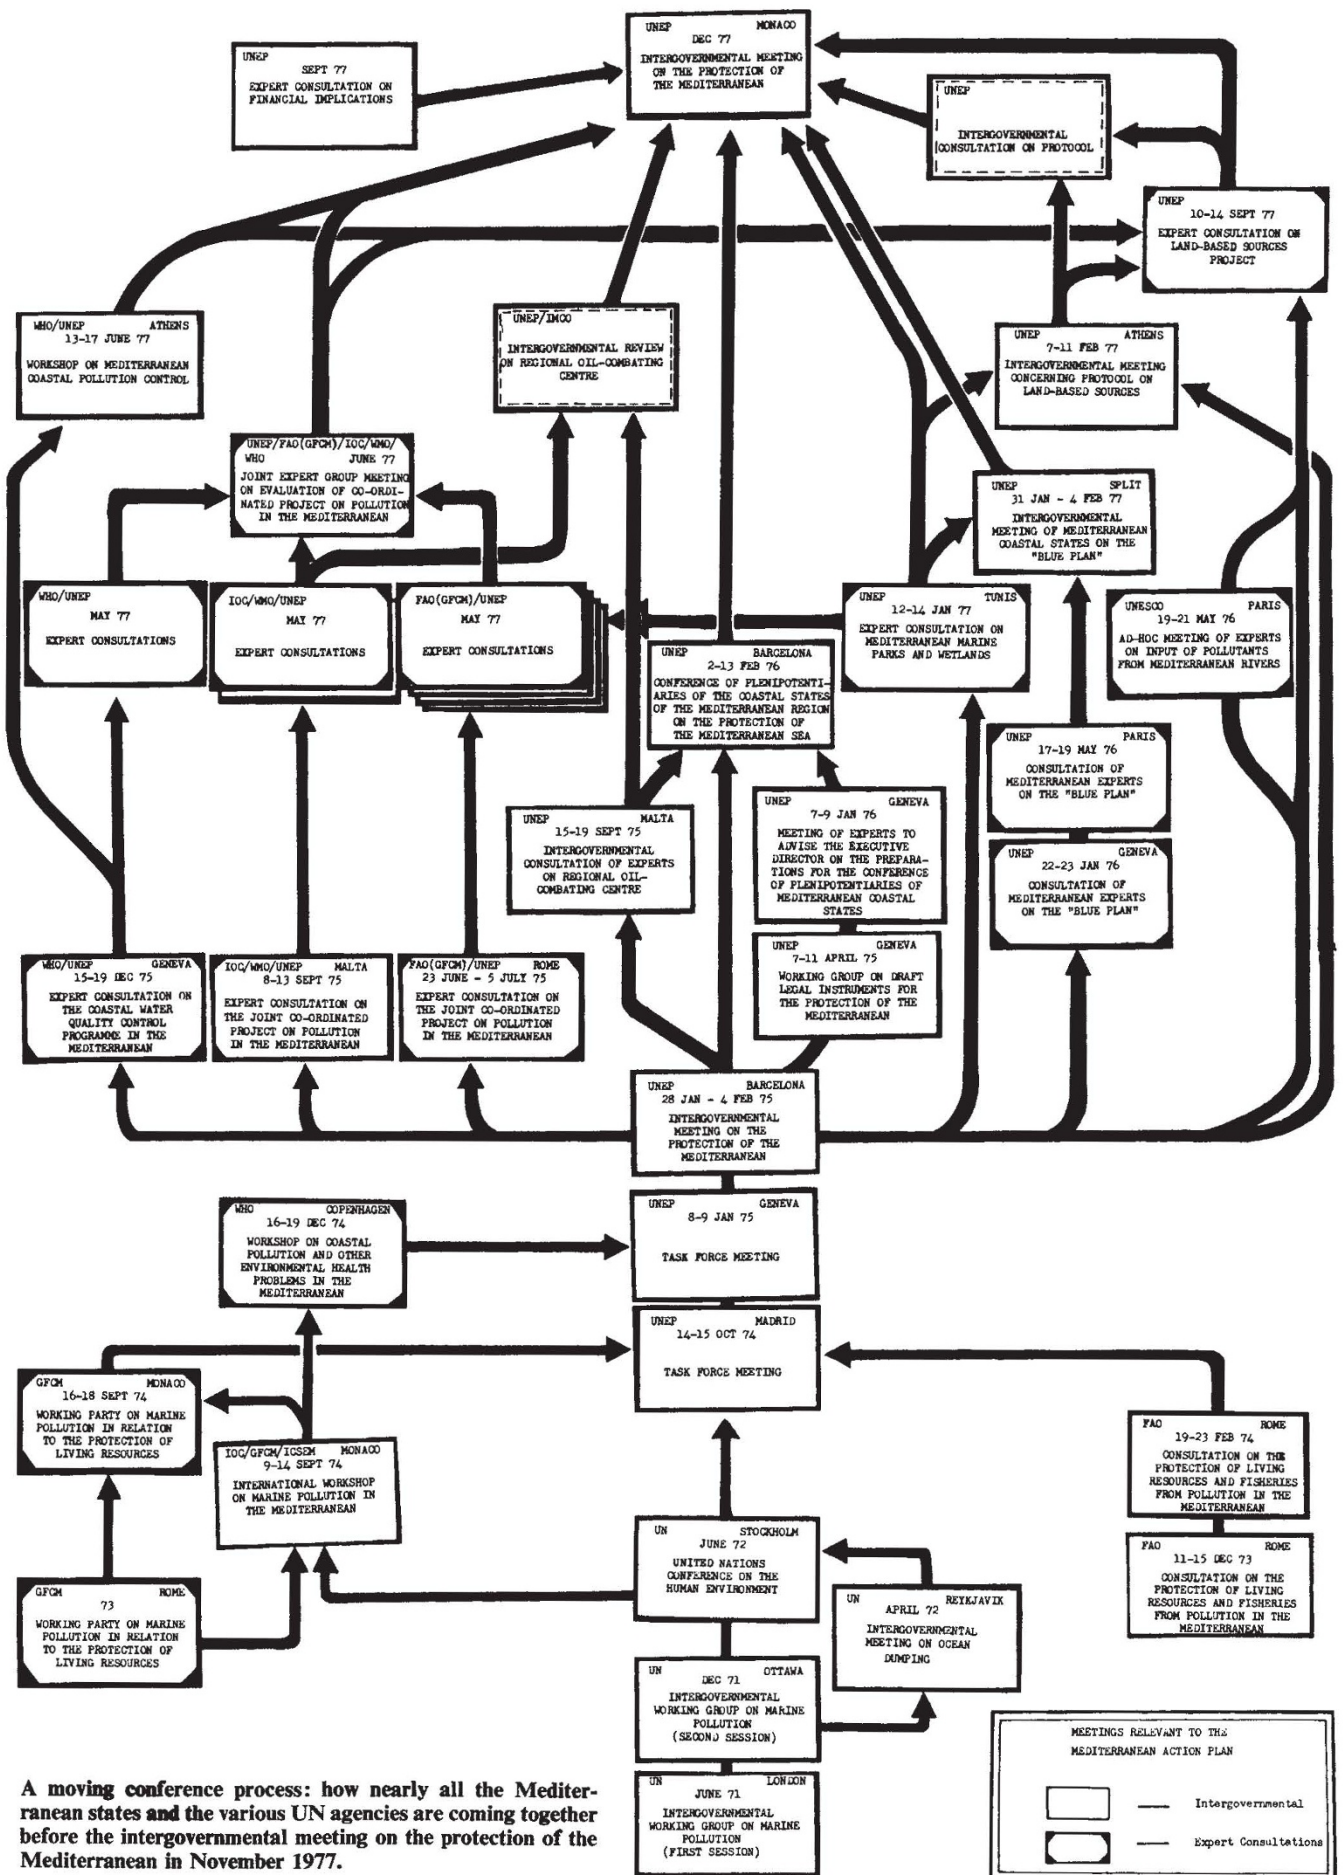 UNEP MONACO
DEC 77
INTERGOVERNMENTAL MEETING
ON THE PROTECTION OF
THE MEDITERRANEAN
UNEP
SEPT 77
EXPERT CONSULTATION ON
FINANCIAL IMPLICATIONS
UNEP
INTERGOVERNMENTAL
CONSULTATION ON PROTOCOL
UNEP
10-14 SEPT 77
EXPERT CONSULTATION ON
LAND-BASED SOURCES
PROJECT
WHO/UNEP ATHENS
13-17 JUNE 77
WORKSHOP ON MEDITERRANEAN
COASTAL POLLUTION CONTROL
UNEP/IMCO
INTERGOVERNMENTAL REVIEW
ON REGIONAL OIL-COMBATING
CENTRE
UNEP ATHENS
7-11 FEB 77
INTERGOVERNMENTAL MEETING
CONCERNING PROTOCOL ON
LAND-BASED SOURCES
UNEP/FAO(GFCM)/IOC/WMO/
WHO JUNE 77
JOINT EXPERT GROUP MEETING
ON EVALUATION OF CO-ORDI-
NATED PROJECT ON POLLUTION
IN THE MEDITERRANEAN
UNEP SPLIT
31 JAN - 4 FEB 77
INTERGOVERNMENTAL
MEETING OF MEDITERRANEAN
COASTAL STATES ON THE
"BLUE PLAN"
WHO/UNEP
MAY 77
EXPERT CONSULTATIONS
IOC/WMO/UNEP
MAY 77
EXPERT CONSULTATIONS
FAO(GFCM)/UNEP
MAY 77
EXPERT CONSULTATIONS
UNEP BARCELONA
2-13 FEB 76
CONFERENCE OF PLENIPOTENTI-
ARIES OF THE COASTAL STATES
OF THE MEDITERRANEAN REGION
ON THE PROTECTION OF
THE MEDITERRANEAN SEA
UNEP TUNIS
12-14 JAN 77
EXPERT CONSULTATION ON
MEDITERRANEAN MARINE
PARKS AND WETLANDS
UNESCO PARIS
19-21 MAY 76
AD-HOC MEETING OF EXPERTS
ON INPUT OF POLLUTANTS
FROM MEDITERRANEAN RIVERS
UNEP PARIS
17-19 MAY 76
CONSULTATION OF
MEDITERRANEAN EXPERTS
ON THE "BLUE PLAN"
UNEP MALTA
15-19 SEPT 75
INTERGOVERNMENTAL
CONSULTATION OF EXPERTS
ON REGIONAL OIL-
COMBATING CENTRE
UNEP GENEVA
7-9 JAN 76
MEETING OF EXPERTS TO
ADVISE THE EXECUTIVE
DIRECTOR ON THE PREPARA-
TIONS FOR THE CONFERENCE
OF PLENIPOTENTIARIES OF
MEDITERRANEAN COASTAL
STATES
UNEP GENEVA
22-23 JAN 76
CONSULTATION OF
MEDITERRANEAN EXPERTS
ON THE "BLUE PLAN"
WHO/UNEP GENEVA
15-19 DEC 75
EXPERT CONSULTATION ON
THE COASTAL WATER
QUALITY CONTROL
PROGRAMME IN THE
MEDITERRANEAN
IOC/WMO/UNEP MALTA
8-13 SEPT 75
EXPERT CONSULTATION ON
THE JOINT CO-ORDINATED
PROJECT ON POLLUTION
IN THE MEDITERRANEAN
FAO(GFCM)/UNEP ROME
23 JUNE - 5 JULY 75
EXPERT CONSULTATION ON
THE JOINT CO-ORDINATED
PROJECT ON POLLUTION
IN THE MEDITERRANEAN
UNEP GENEVA
7-11 APRIL 75
WORKING GROUP ON DRAFT
LEGAL INSTRUMENTS FOR
THE PROTECTION OF THE
MEDITERRANEAN
UNEP BARCELONA
28 JAN - 4 FEB 75
INTERGOVERNMENTAL
MEETING ON THE
PROTECTION OF THE
MEDITERRANEAN
UNEP GENEVA
8-9 JAN 75
TASK FORCE MEETING
WHO COPENHAGEN
16-19 DEC 74
WORKSHOP ON COASTAL
POLLUTION AND OTHER
ENVIRONMENTAL HEALTH
PROBLEMS IN THE
MEDITERRANEAN
UNEP MADRID
14-15 OCT 74
TASK FORCE MEETING
GFCM MONACO
16-18 SEPT 74
WORKING PARTY ON MARINE
POLLUTION IN RELATION
TO THE PROTECTION OF
LIVING RESOURCES
IOC/GFCM/ICSEM MONACO
9-14 SEPT 74
INTERNATIONAL WORKSHOP
ON MARINE POLLUTION IN
THE MEDITERRANEAN
FAO ROME
19-23 FEB 74
CONSULTATION ON THE
PROTECTION OF LIVING
RESOURCES AND FISHERIES
FROM POLLUTION IN THE
MEDITERRANEAN
UN STOCKHOLM
JUNE 72
UNITED NATIONS
CONFERENCE ON THE
HUMAN ENVIRONMENT
FAO ROME
11-15 DEC 73
CONSULTATION ON THE
PROTECTION OF LIVING
RESOURCES AND FISHERIES
FROM POLLUTION IN THE
MEDITERRANEAN
GFCM ROME
73
WORKING PARTY ON MARINE
POLLUTION IN RELATION
TO THE PROTECTION OF
LIVING RESOURCES
UN REYKJAVIK
APRIL 72
INTERGOVERNMENTAL
MEETING ON OCEAN
DUMPING
UN OTTAWA
DEC 71
INTERGOVERNMENTAL
WORKING GROUP ON MARINE
POLLUTION
(SECOND SESSION)
UN LONDON
JUNE 71
INTERGOVERNMENTAL
WORKING GROUP ON MARINE
POLLUTION
(FIRST SESSION)
MEETINGS RELEVANT TO THE
MEDITERRANEAN ACTION PLAN
Intergovernmental
Expert Consultations
A moving conference process: how nearly all the Mediter-
ranean states and the various UN agencies are coming together
before the intergovernmental meeting on the protection of the
Mediterranean in November 1977.